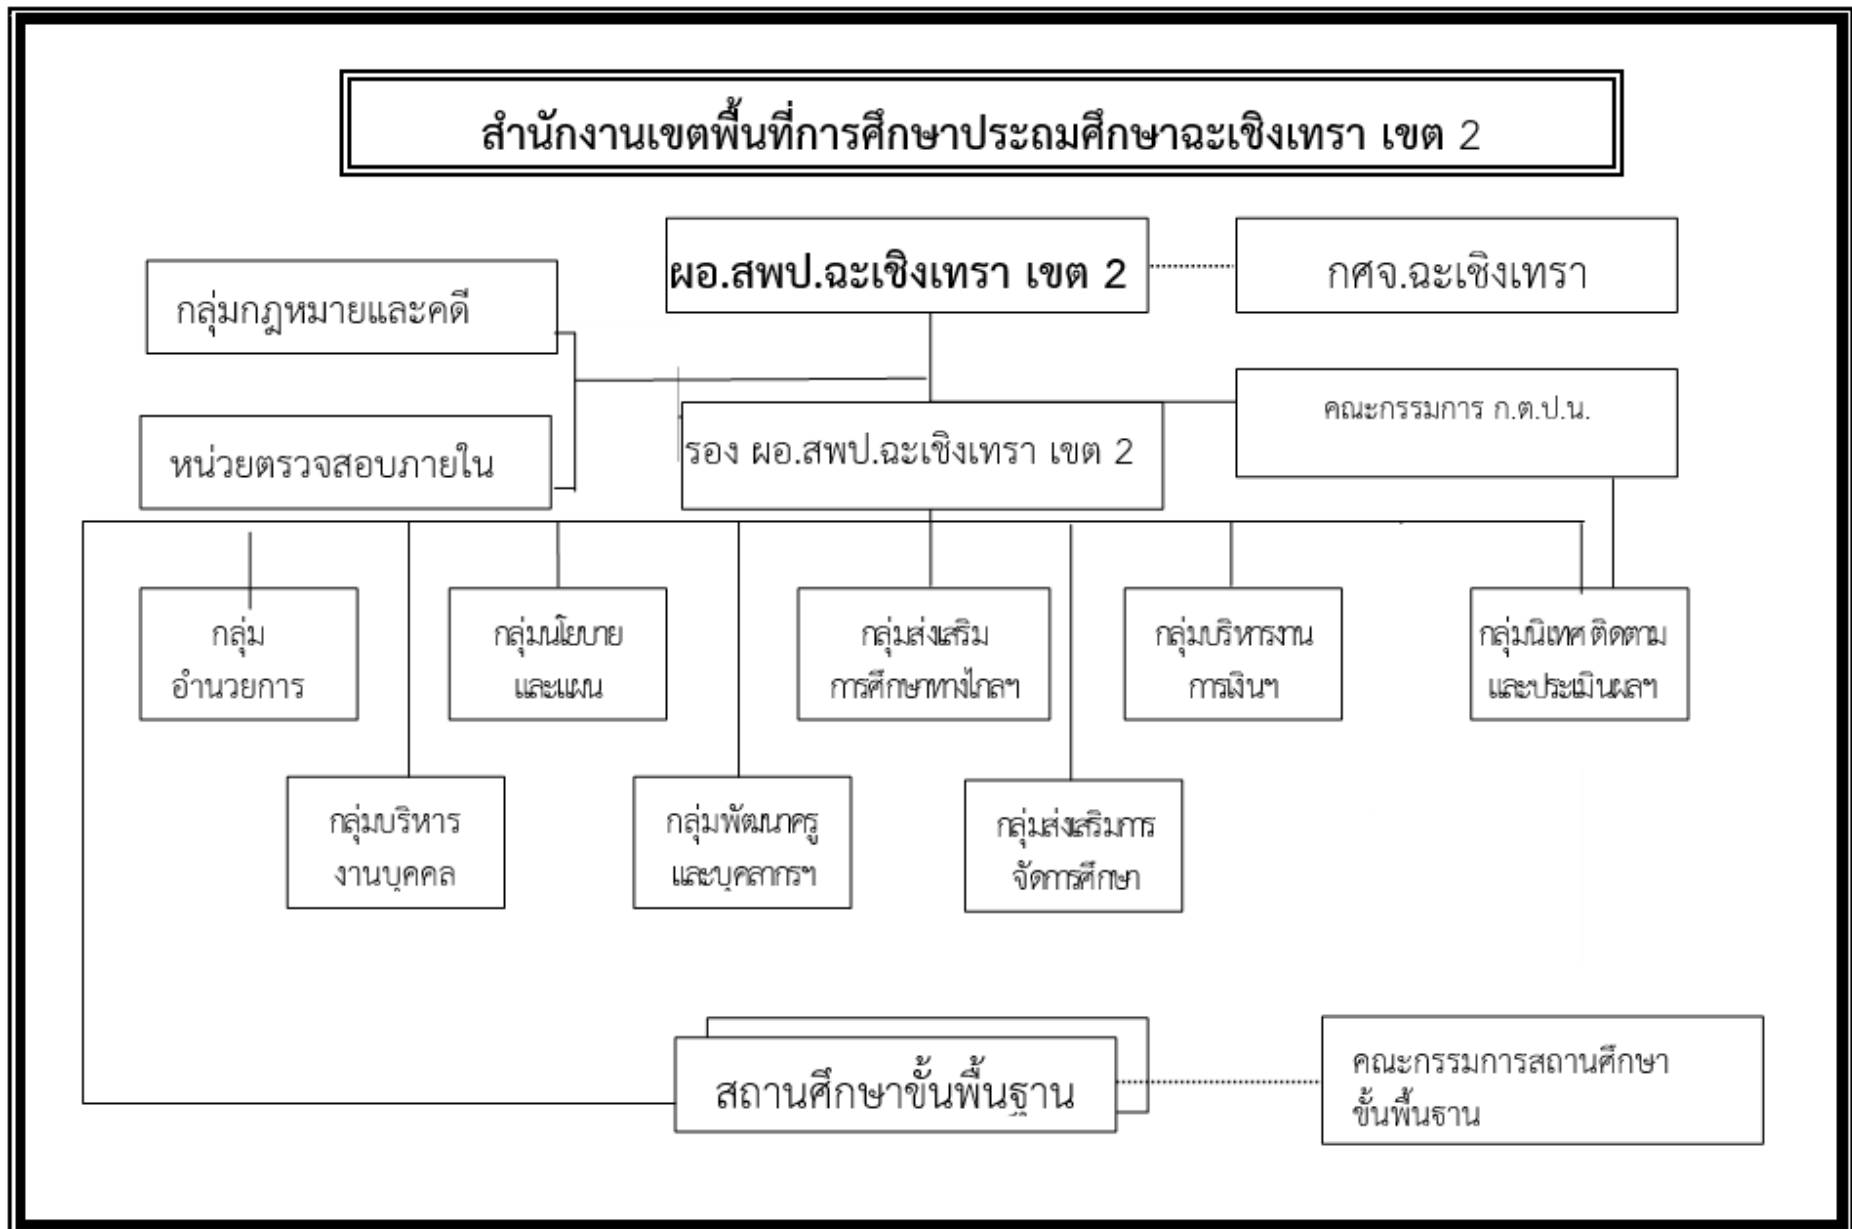 สำนักงานเขตพื้นที่การศึกษาประถมศึกษาฉะเชิงเทรา เขต 2
ผอ.สพป.ฉะเชิงเทรา เขต 2
กศจ.ฉะเชิงเทรา
กลุ่มกฎหมายและคดี
คณะกรรมการ ก.ต.ป.น.
หน่วยตรวจสอบภายใน
รอง ผอ.สพป.ฉะเชิงเทรา เขต 2
กลุ่ม
อำนวยการ
กลุ่มนโยบาย
และแผน
กลุ่มส่งเสริม
การศึกษาทางไกลฯ
กลุ่มบริหารงาน
การเงินฯ
กลุ่มนิเทศ ติดตาม
และประเมินผลฯ
กลุ่มบริหาร
งานบุคคล
กลุ่มพัฒนาครู
และบุคลากรฯ
กลุ่มส่งเสริมการ
จัดการศึกษา
สถานศึกษาขั้นพื้นฐาน
คณะกรรมการสถานศึกษา
ขั้นพื้นฐาน